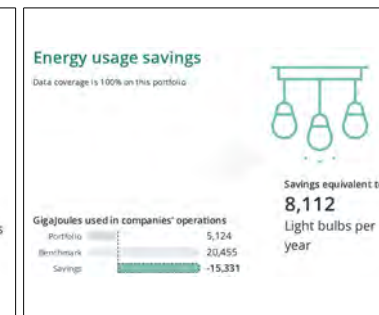 Energy usage savings
Data coverage is 100% on this portfolio
Savings equivalent t
8,112
Light bulbs per
year
GigaJoules used in companies' operations
Portfolio 5,124
Benchmark 20,455
Savings -15,331
s